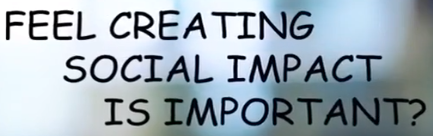 FEEL CREATING
SOCIAL IMPACT
IS IMPORTANT?